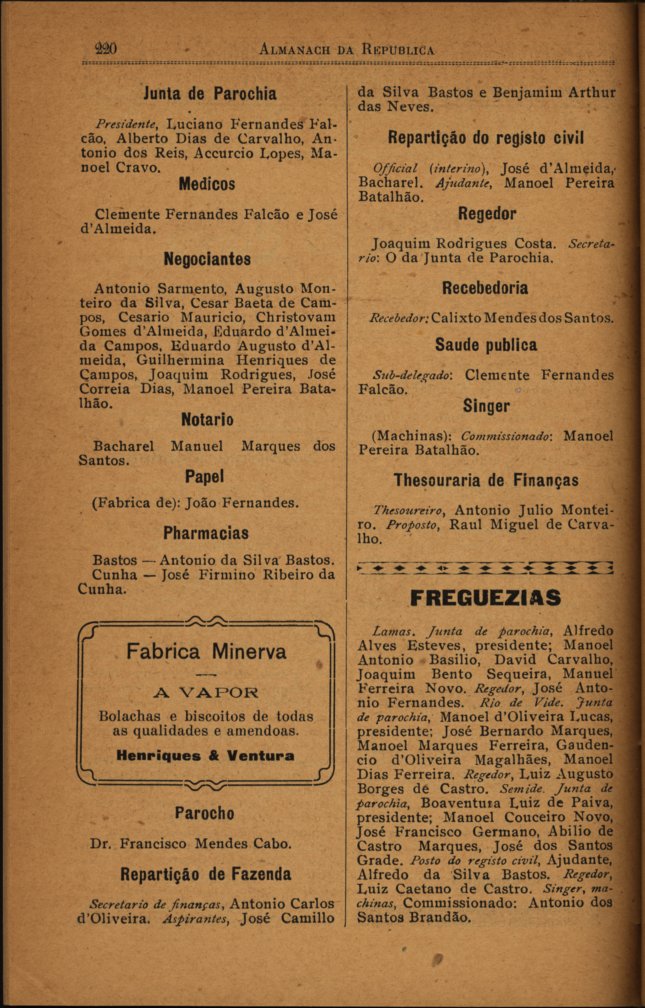 220
ALMANACH DA REPUBLICA
Junta de Parochia
Presidente, Luciano Fernandes Fal-
cão, Alberto Dias de Carvalho, An-
tonio dos Reis, Accurcio Lopes, Ma-
noel Cravo.
Medicos
Clemente Fernandes Falcão e José
d'Almeida.
Negociantes
Antonio Sarmento, Augusto Mon-
teiro da Silva, Cesar Baeta de Cam-
pos, Cesario Mauricio, Christovam
Gomes d'Almeida, Eduardo d'Almei-
da Campos, Eduardo Augusto d'Al-
meida, Guilhermina Henriques de
Campos, Joaquim Rodrigues, José
Correia Dias, Manoel Pereira Bata-
lhão.
Notario
Bacharel Manuel Marques dos
Santos.
Papel
(Fabrica de): João Fernandes.
Pharmacias
Bastos — Antonio da Silva Bastos.
Cunha — José Firmino Ribeiro da
Cunha.
Fabrica Minerva
A VAPOR
Bolachas e biscoitos de todas
as qualidades e amendoas.
Henriques & Ventura
Parocho
Dr. Francisco Mendes Cabo.
Repartição de Fazenda
Secretario de finanças, Antonio Carlos
d'Oliveira. Aspirantes, José Camillo
da Silva Bastos e Benjamim Arthur
das Neves.
Repartição do registo civil
Official (interino), José d'Almeida,
Bacharel. Ajudante, Manoel Pereira
Batalhão.
Regedor
Joaquim Rodrigues Costa. Secreta-
rio: O da Junta de Parochia.
Recebedoria
Recebedor: Calixto Mendes dos Santos.
Saude publica
Sub-delegado: Clemente Fernandes
Falcão.
Singer
(Machinas): Commissionado: Manoel
Pereira Batalhão.
Thesouraria de Finanças
Thesoureiro, Antonio Julio Montei-
ro. Proposto, Raul Miguel de Carva-
lho.
FREGUEZIAS
Lamas. Junta de parochia, Alfredo
Alves Esteves, presidente; Manoel
Antonio Basilio, David Carvalho,
Joaquim Bento Sequeira, Manuel
Ferreira Novo. Regedor, José Anto-
nio Fernandes. Rio de Vide. Junta
de parochia, Manoel d'Oliveira Lucas,
presidente; José Bernardo Marques,
Manoel Marques Ferreira, Gauden-
cio d'Oliveira Magalhães, Manoel
Dias Ferreira. Regedor, Luiz Augusto
Borges de Castro. Semide. Junta de
parochia, Boaventura Luiz de Paiva,
presidente; Manoel Couceiro Novo,
José Francisco Germano, Abilio de
Castro Marques, José dos Santos
Grade. Posto do registo civil, Ajudante,
Alfredo da Silva Bastos. Regedor,
Luiz Caetano de Castro. Singer, ma-
chinas, Commissionado: Antonio dos
Santos Brandão.